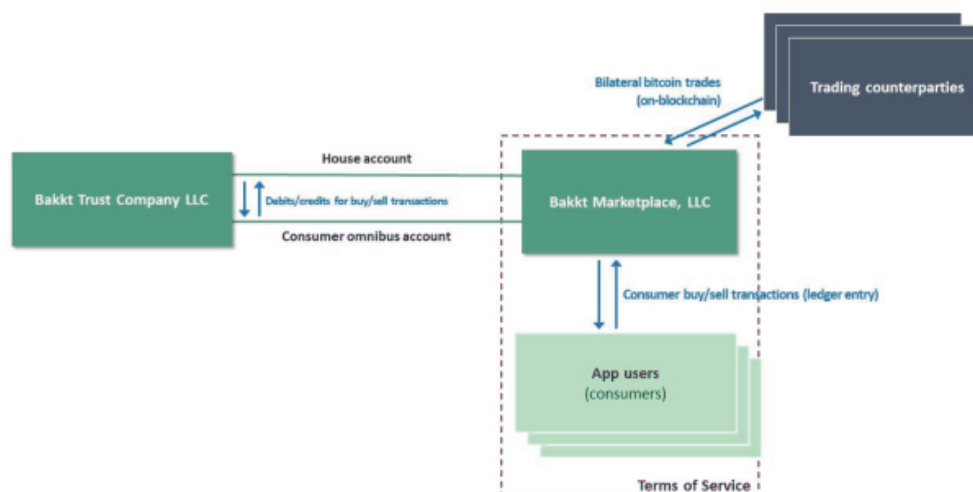 Bilateral bitcoin trades
(on-blockchain)
Trading counterparties
House account
Bakkt Trust Company LLC
Debits/credits for buy/sell transactions
Bakkt Marketplace, LLC
Consumer omnibus account
Consumer buy/sell transactions (ledger entry)
App users
(consumers)
Terms of Service